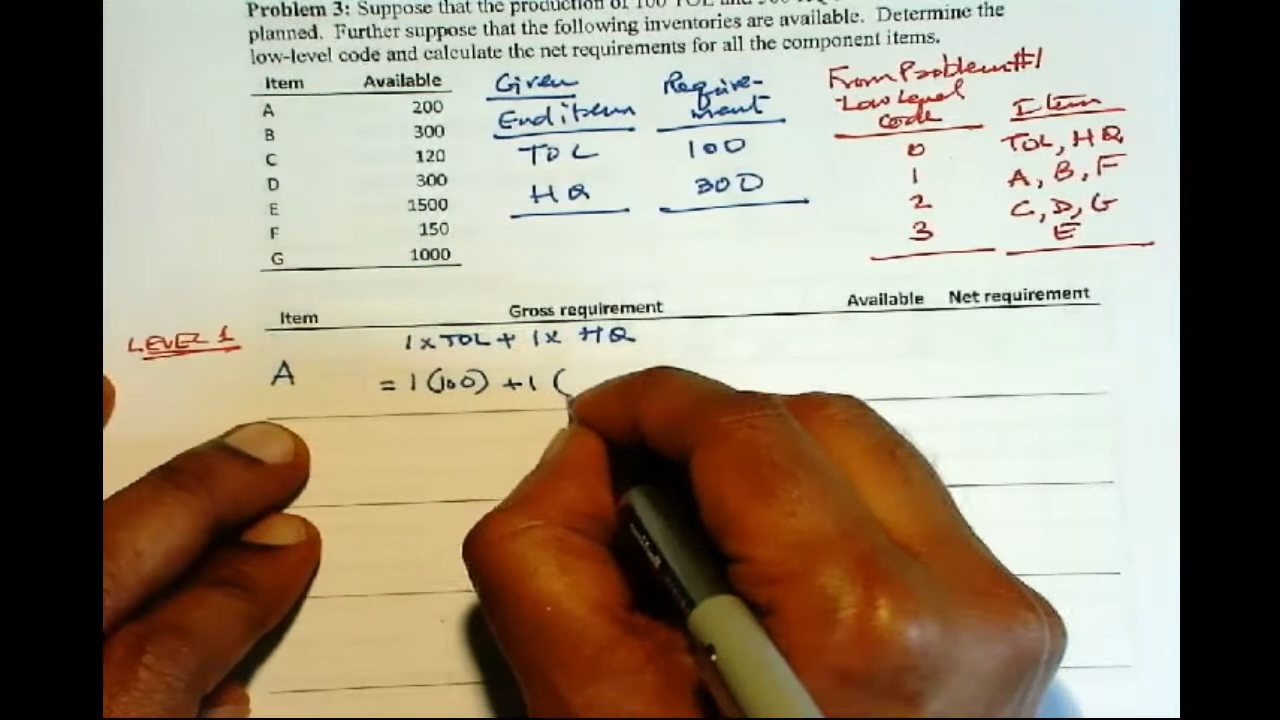 Problem 3: Suppose that the production of 100 TOL and
planned. Further suppose that the following inventories are available. Determine the
low-level code and calculate the net requirements for all the component items.
Item Available
A 200
B 300
C 120
D 300
E 1500
F 150
G 1000
Given Require-
End item ment
TOL 100
HQ 300
From Problem #1
Low Level
Code Item
0 TOL, HQ
1 A, B, F
2 C, D, G
3 E
Item Gross requirement Available Net requirement
LEVEL 1
1 x TOL + 1 x HQ
A = 1 (100) + 1 (